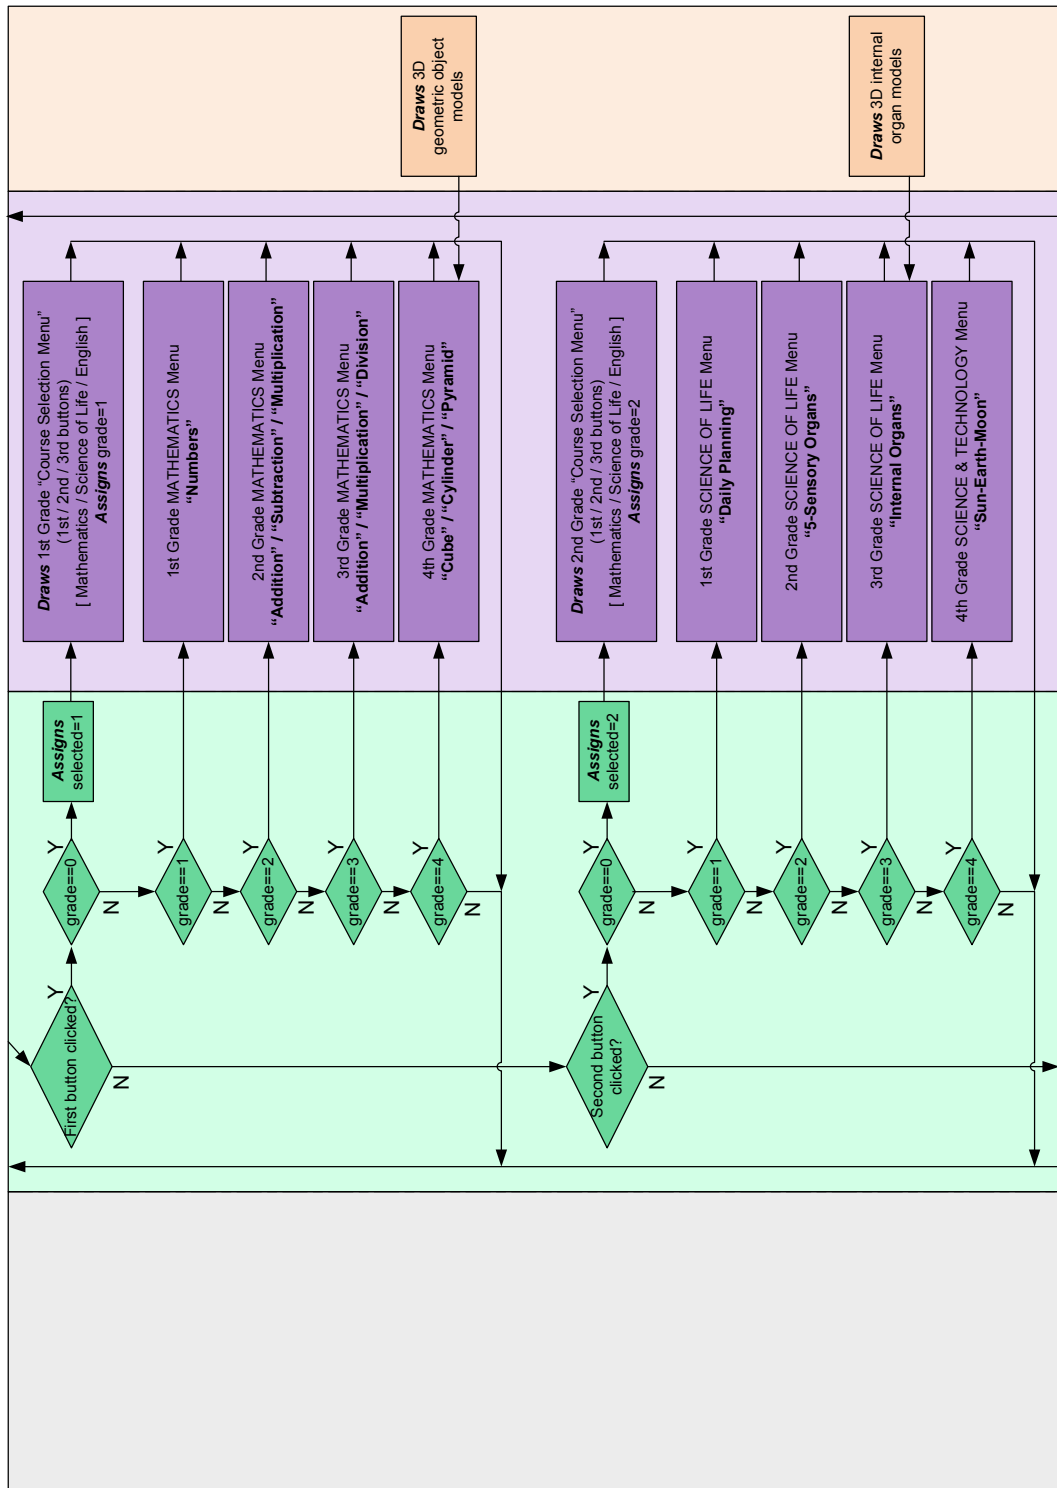 First button clicked?
Y
N
grade==0
Y
N
Assigns
selected=1
Draws 1st Grade “Course Selection Menu”
(1st / 2nd / 3rd buttons)
[ Mathematics / Science of Life / English ]
Assigns grade=1
grade==1
Y
N
1st Grade MATHEMATICS Menu
“Numbers”
grade==2
Y
N
2nd Grade MATHEMATICS Menu
“Addition” / “Subtraction” / “Multiplication”
grade==3
Y
N
3rd Grade MATHEMATICS Menu
“Addition” / “Multiplication” / “Division”
grade==4
Y
N
4th Grade MATHEMATICS Menu
“Cube” / “Cylinder” / “Pyramid”
Draws 3D
geometric object
models
Second button
clicked?
Y
N
grade==0
Y
N
Assigns
selected=2
Draws 2nd Grade “Course Selection Menu”
(1st / 2nd / 3rd buttons)
[ Mathematics / Science of Life / English ]
Assigns grade=2
grade==1
Y
N
1st Grade SCIENCE OF LIFE Menu
“Daily Planning”
grade==2
Y
N
2nd Grade SCIENCE OF LIFE Menu
“5-Sensory Organs”
grade==3
Y
N
3rd Grade SCIENCE OF LIFE Menu
“Internal Organs”
grade==4
Y
N
4th Grade SCIENCE & TECHNOLOGY Menu
“Sun-Earth-Moon”
Draws 3D internal
organ models